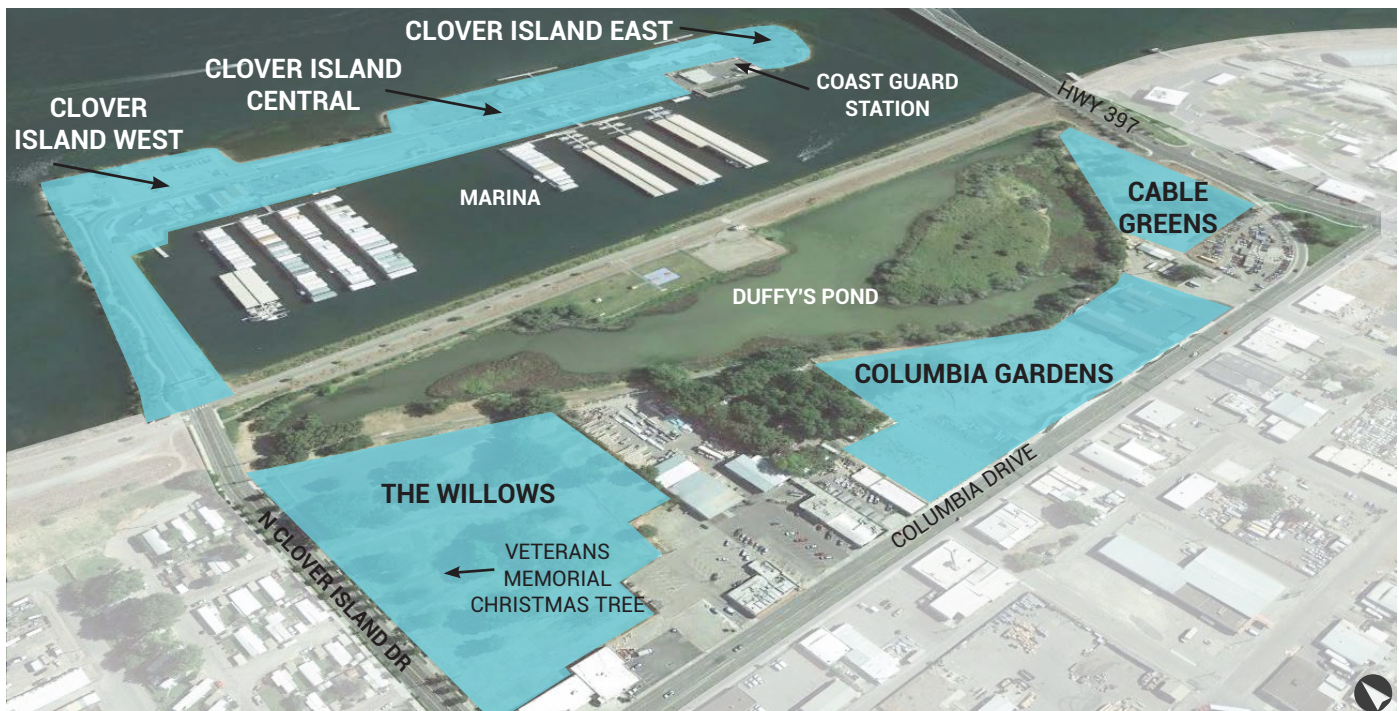 CLOVER ISLAND EAST
CLOVER ISLAND
CENTRAL
CLOVER
ISLAND WEST
COAST GUARD
STATION
HWY 397
MARINA
CABLE
GREENS
DUFFY'S POND
COLUMBIA GARDENS
THE WILLOWS
COLUMBIA DRIVE
N CLOVER ISLAND DR
VETERANS
MEMORIAL
CHRISTMAS TREE